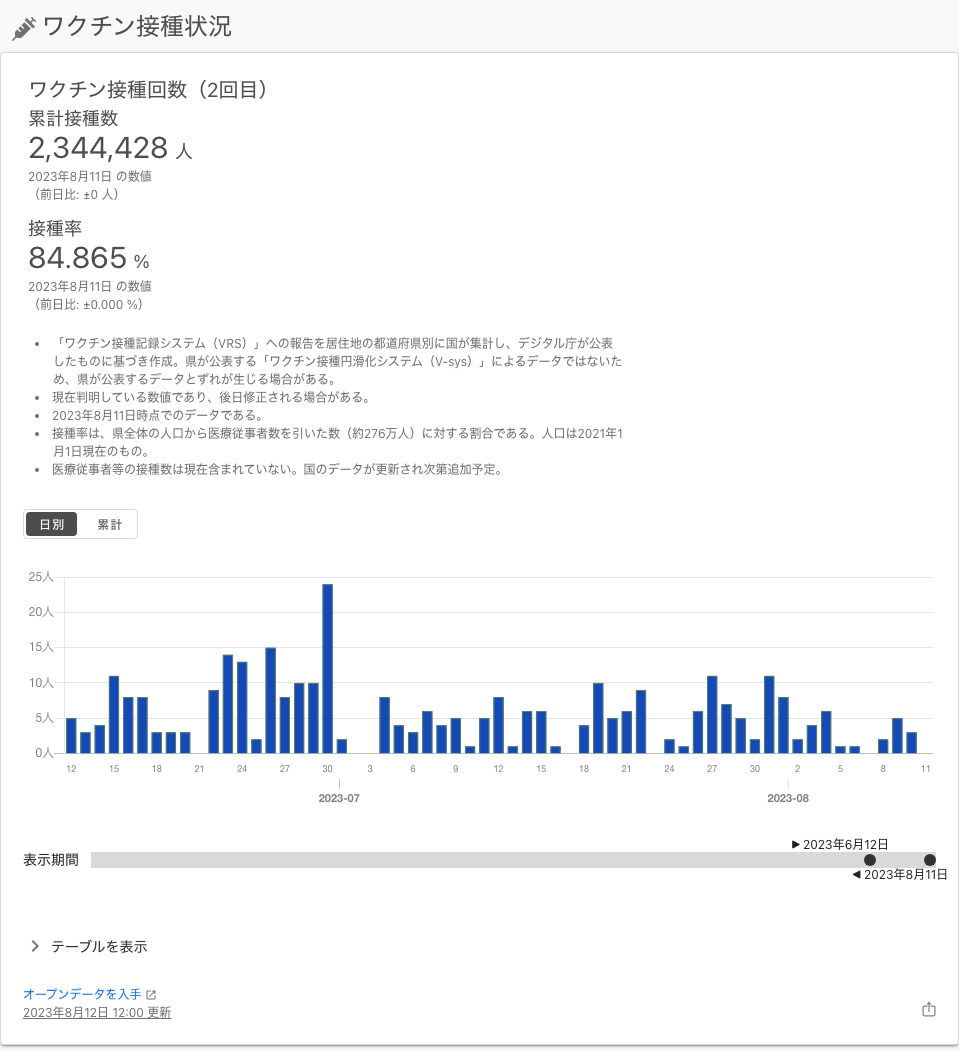 ワクチン接種状況
ワクチン接種回数（2回目）
累計接種数
2,344,428 人
2023年8月11日 の数値
（前日比: ±0 人）
接種率
84.865 %
2023年8月11日 の数値
（前日比: ±0.000 %）
• 「ワクチン接種記録システム（VRS）」への報告を居住地の都道府県別に国が集計し、デジタル庁が公表
したものに基づき作成。県が公表する「ワクチン接種円滑化システム（V-sys）」によるデータではないた
め、県が公表するデータとずれが生じる場合がある。
• 現在判明している数値であり、後日修正される場合がある。
• 2023年8月11日時点でのデータである。
• 接種率は、県全体の人口から医療従事者数を引いた数（約276万人）に対する割合である。人口は2021年1
月1日現在のもの。
• 医療従事者等の接種数は現在含まれていない。国のデータが更新され次第追加予定。
日別 累計
25人
20人
15人
10人
5人
0人
12 15 18 21 24 27 30 3 6 9 12 15 18 21 24 27 30 2 5 8 11
2023-07 2023-08
▶ 2023年6月12日
表示期間
◀ 2023年8月11日
テーブルを表示
オープンデータを入手
2023年8月12日 12:00 更新